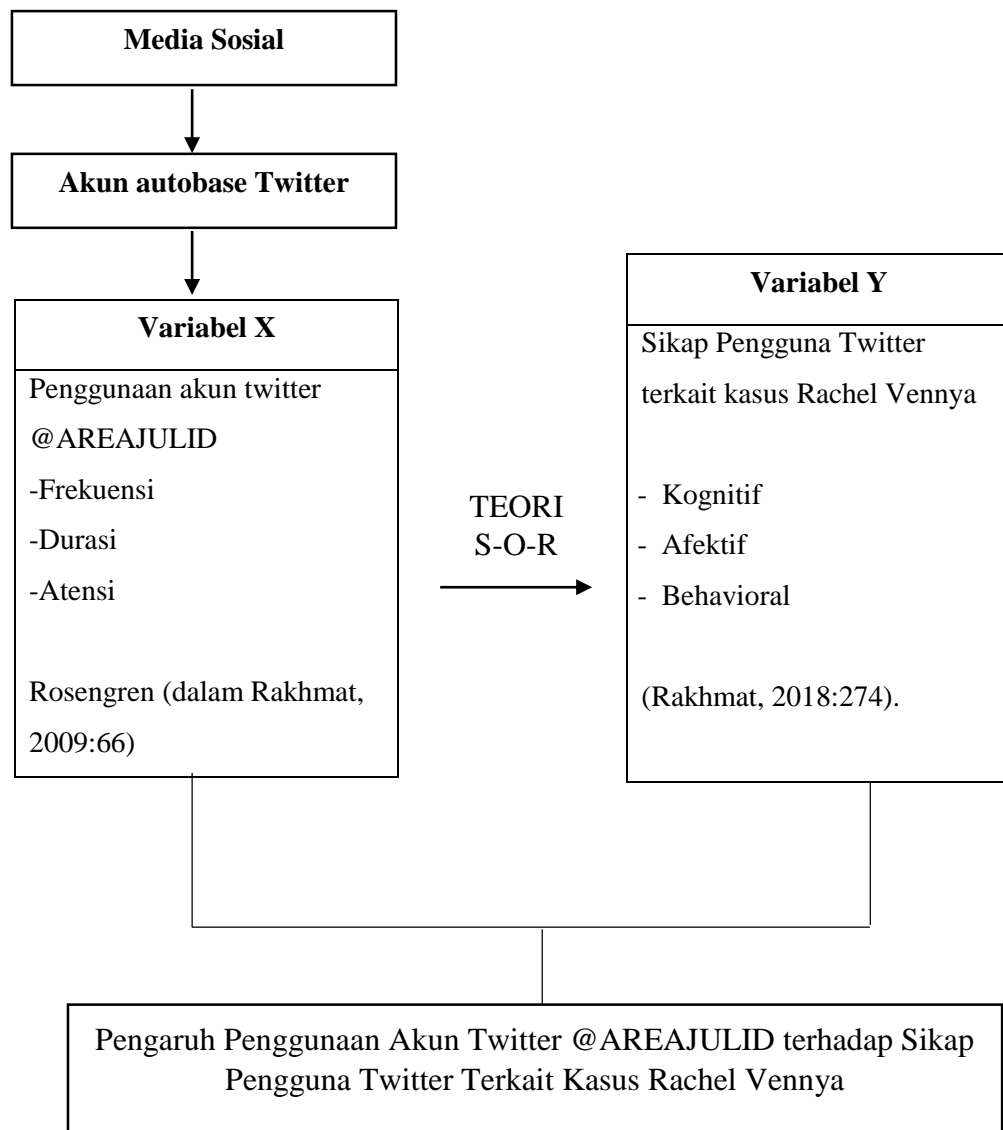 Media Sosial
Akun autobase Twitter
Variabel X
Penggunaan akun twitter
@AREAJULID
-Frekuensi
-Durasi
-Atensi
Rosengren (dalam Rakhmat,
2009:66)
TEORI
S-O-R
Variabel Y
Sikap Pengguna Twitter
terkait kasus Rachel Vennya
- Kognitif
- Afektif
- Behavioral
(Rakhmat, 2018:274).
Pengaruh Penggunaan Akun Twitter @AREAJULID terhadap Sikap
Pengguna Twitter Terkait Kasus Rachel Vennya